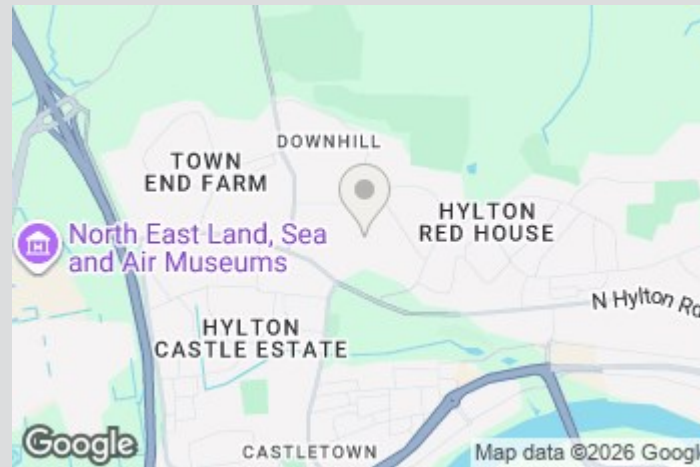 DOWNHILL
TOWN
END FARM
HYLTON
RED HOUSE
North East Land, Sea
and Air Museums
N Hylton Rd
HYLTON
CASTLE ESTATE
CASTLETOWN
Google
Map data ©2026 Googl